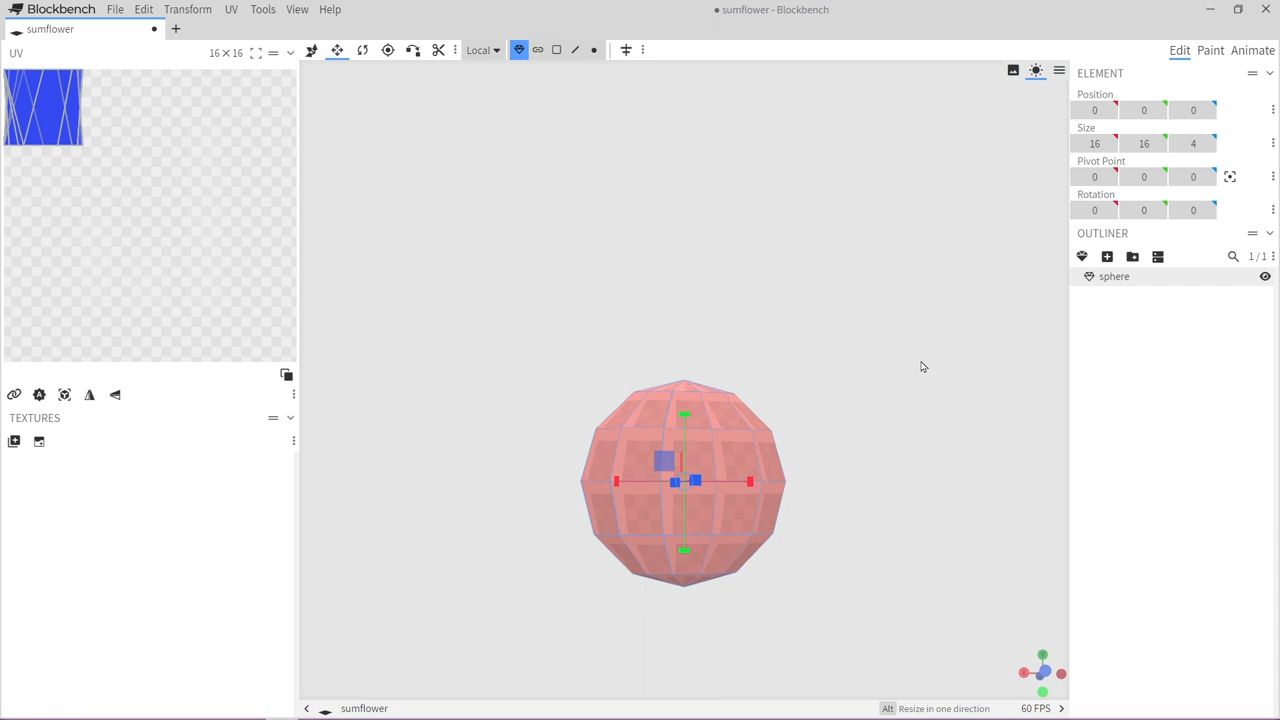 Blockbench File Edit Transform UV Tools View Help
● sumflower - Blockbench
sumflower
UV 16×16
Local
Edit Paint Animate
ELEMENT
Position
0 0 0
Size
16 16 4
Pivot Point
0 0 0
Rotation
0 0 0
OUTLINER
1/1
sphere
TEXTURES
sumflower
Alt Resize in one direction 60 FPS